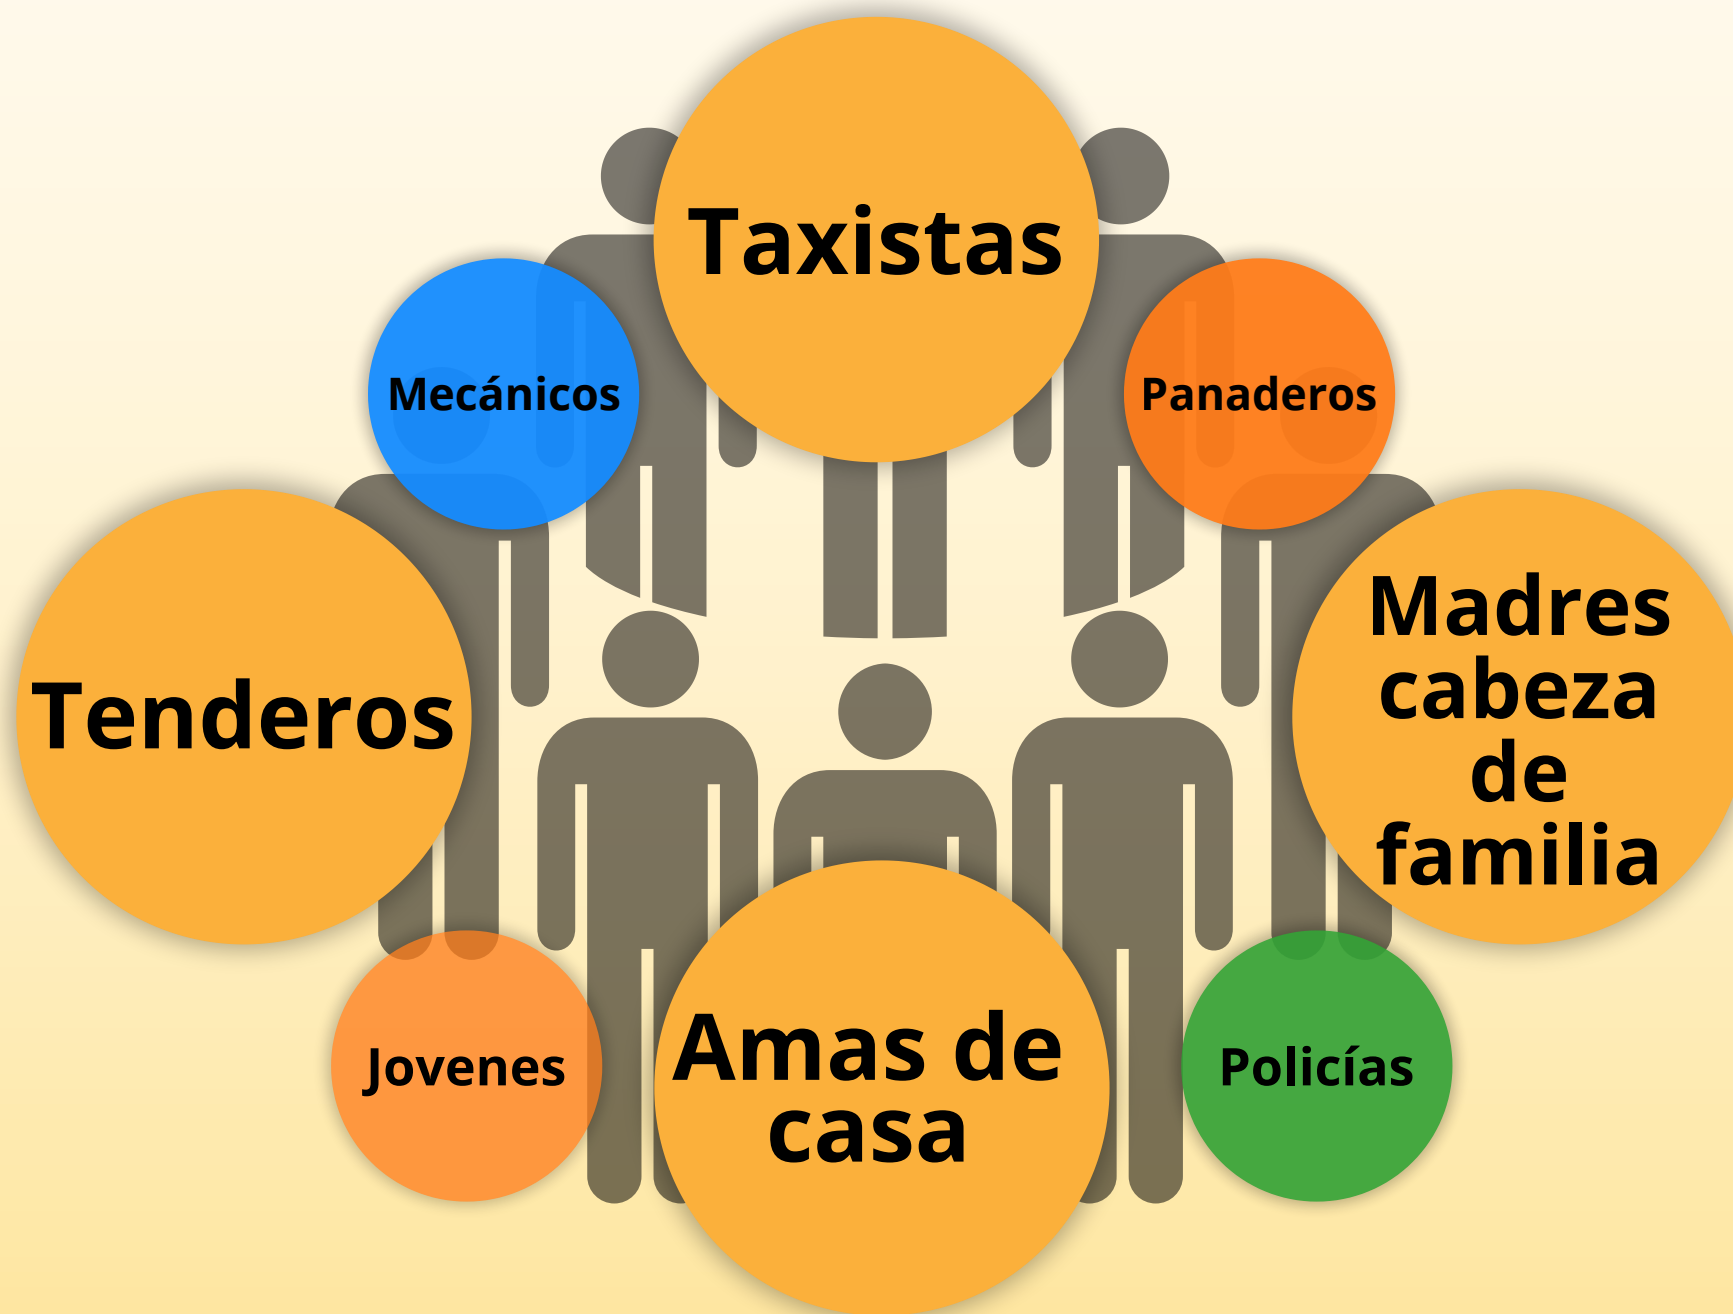 Taxistas
Mecánicos
Panaderos
Tenderos
Madres
cabeza
de
familia
Jovenes
Amas de
casa
Policías